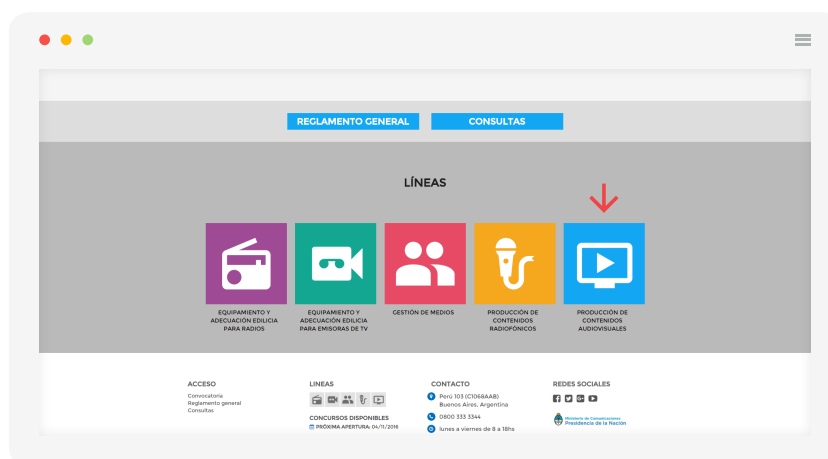 REGLAMENTO GENERAL
CONSULTAS
LÍNEAS
EQUIPAMIENTO Y
ADECUACIÓN EDILICIA
PARA RADIOS
EQUIPAMIENTO Y
ADECUACIÓN EDILICIA
PARA EMISORAS DE TV
GESTIÓN DE MEDIOS
PRODUCCIÓN DE
CONTENIDOS
RADIOFÓNICOS
PRODUCCIÓN DE
CONTENIDOS
AUDIOVISUALES
ACCESO
Convocatoria
Reglamento general
Consultas
LINEAS
CONCURSOS DISPONIBLES
PRÓXIMA APERTURA: 04/11/2016
CONTACTO
Perú 103 (C1068AAB)
Buenos Aires, Argentina
0800 333 3344
lunes a viernes de 8 a 18hs
REDES SOCIALES
Ministerio de Comunicaciones
Presidencia de la Nación